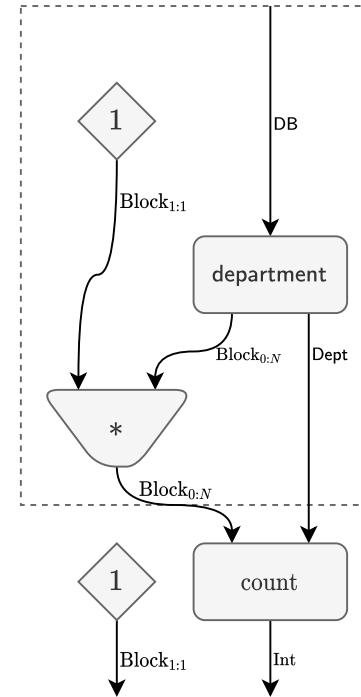 1
DB
Block1:1
department
Block0:N
Dept
*
Block0:N
1
count
Block1:1
Int